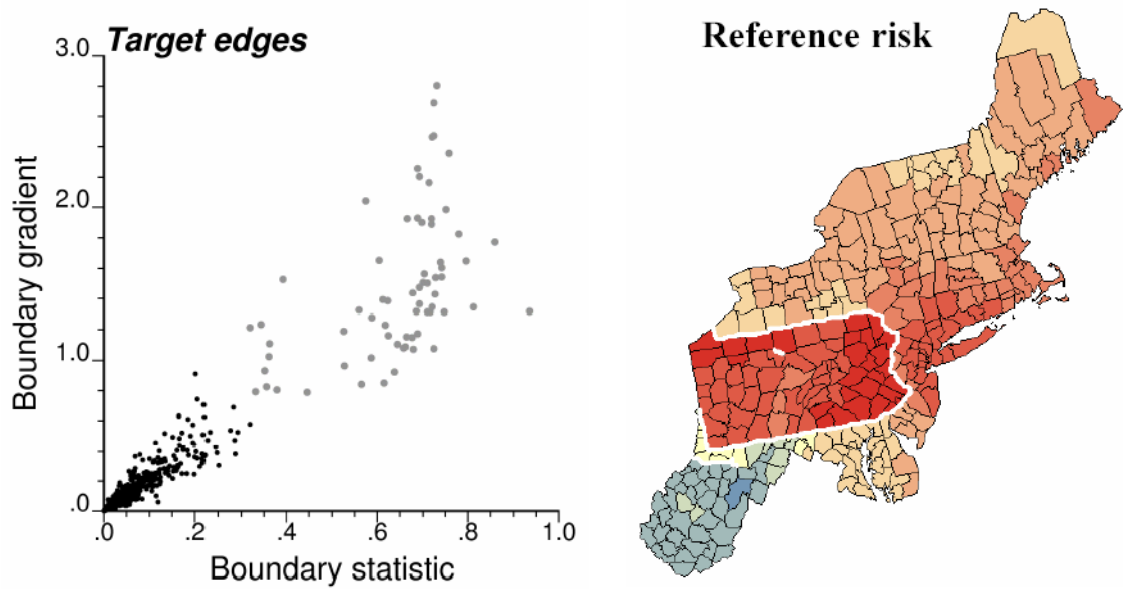 Target edges
3.0
2.0
1.0
.0
Boundary gradient
.0 .2 .4 .6 .8 1.0
Boundary statistic
Reference risk